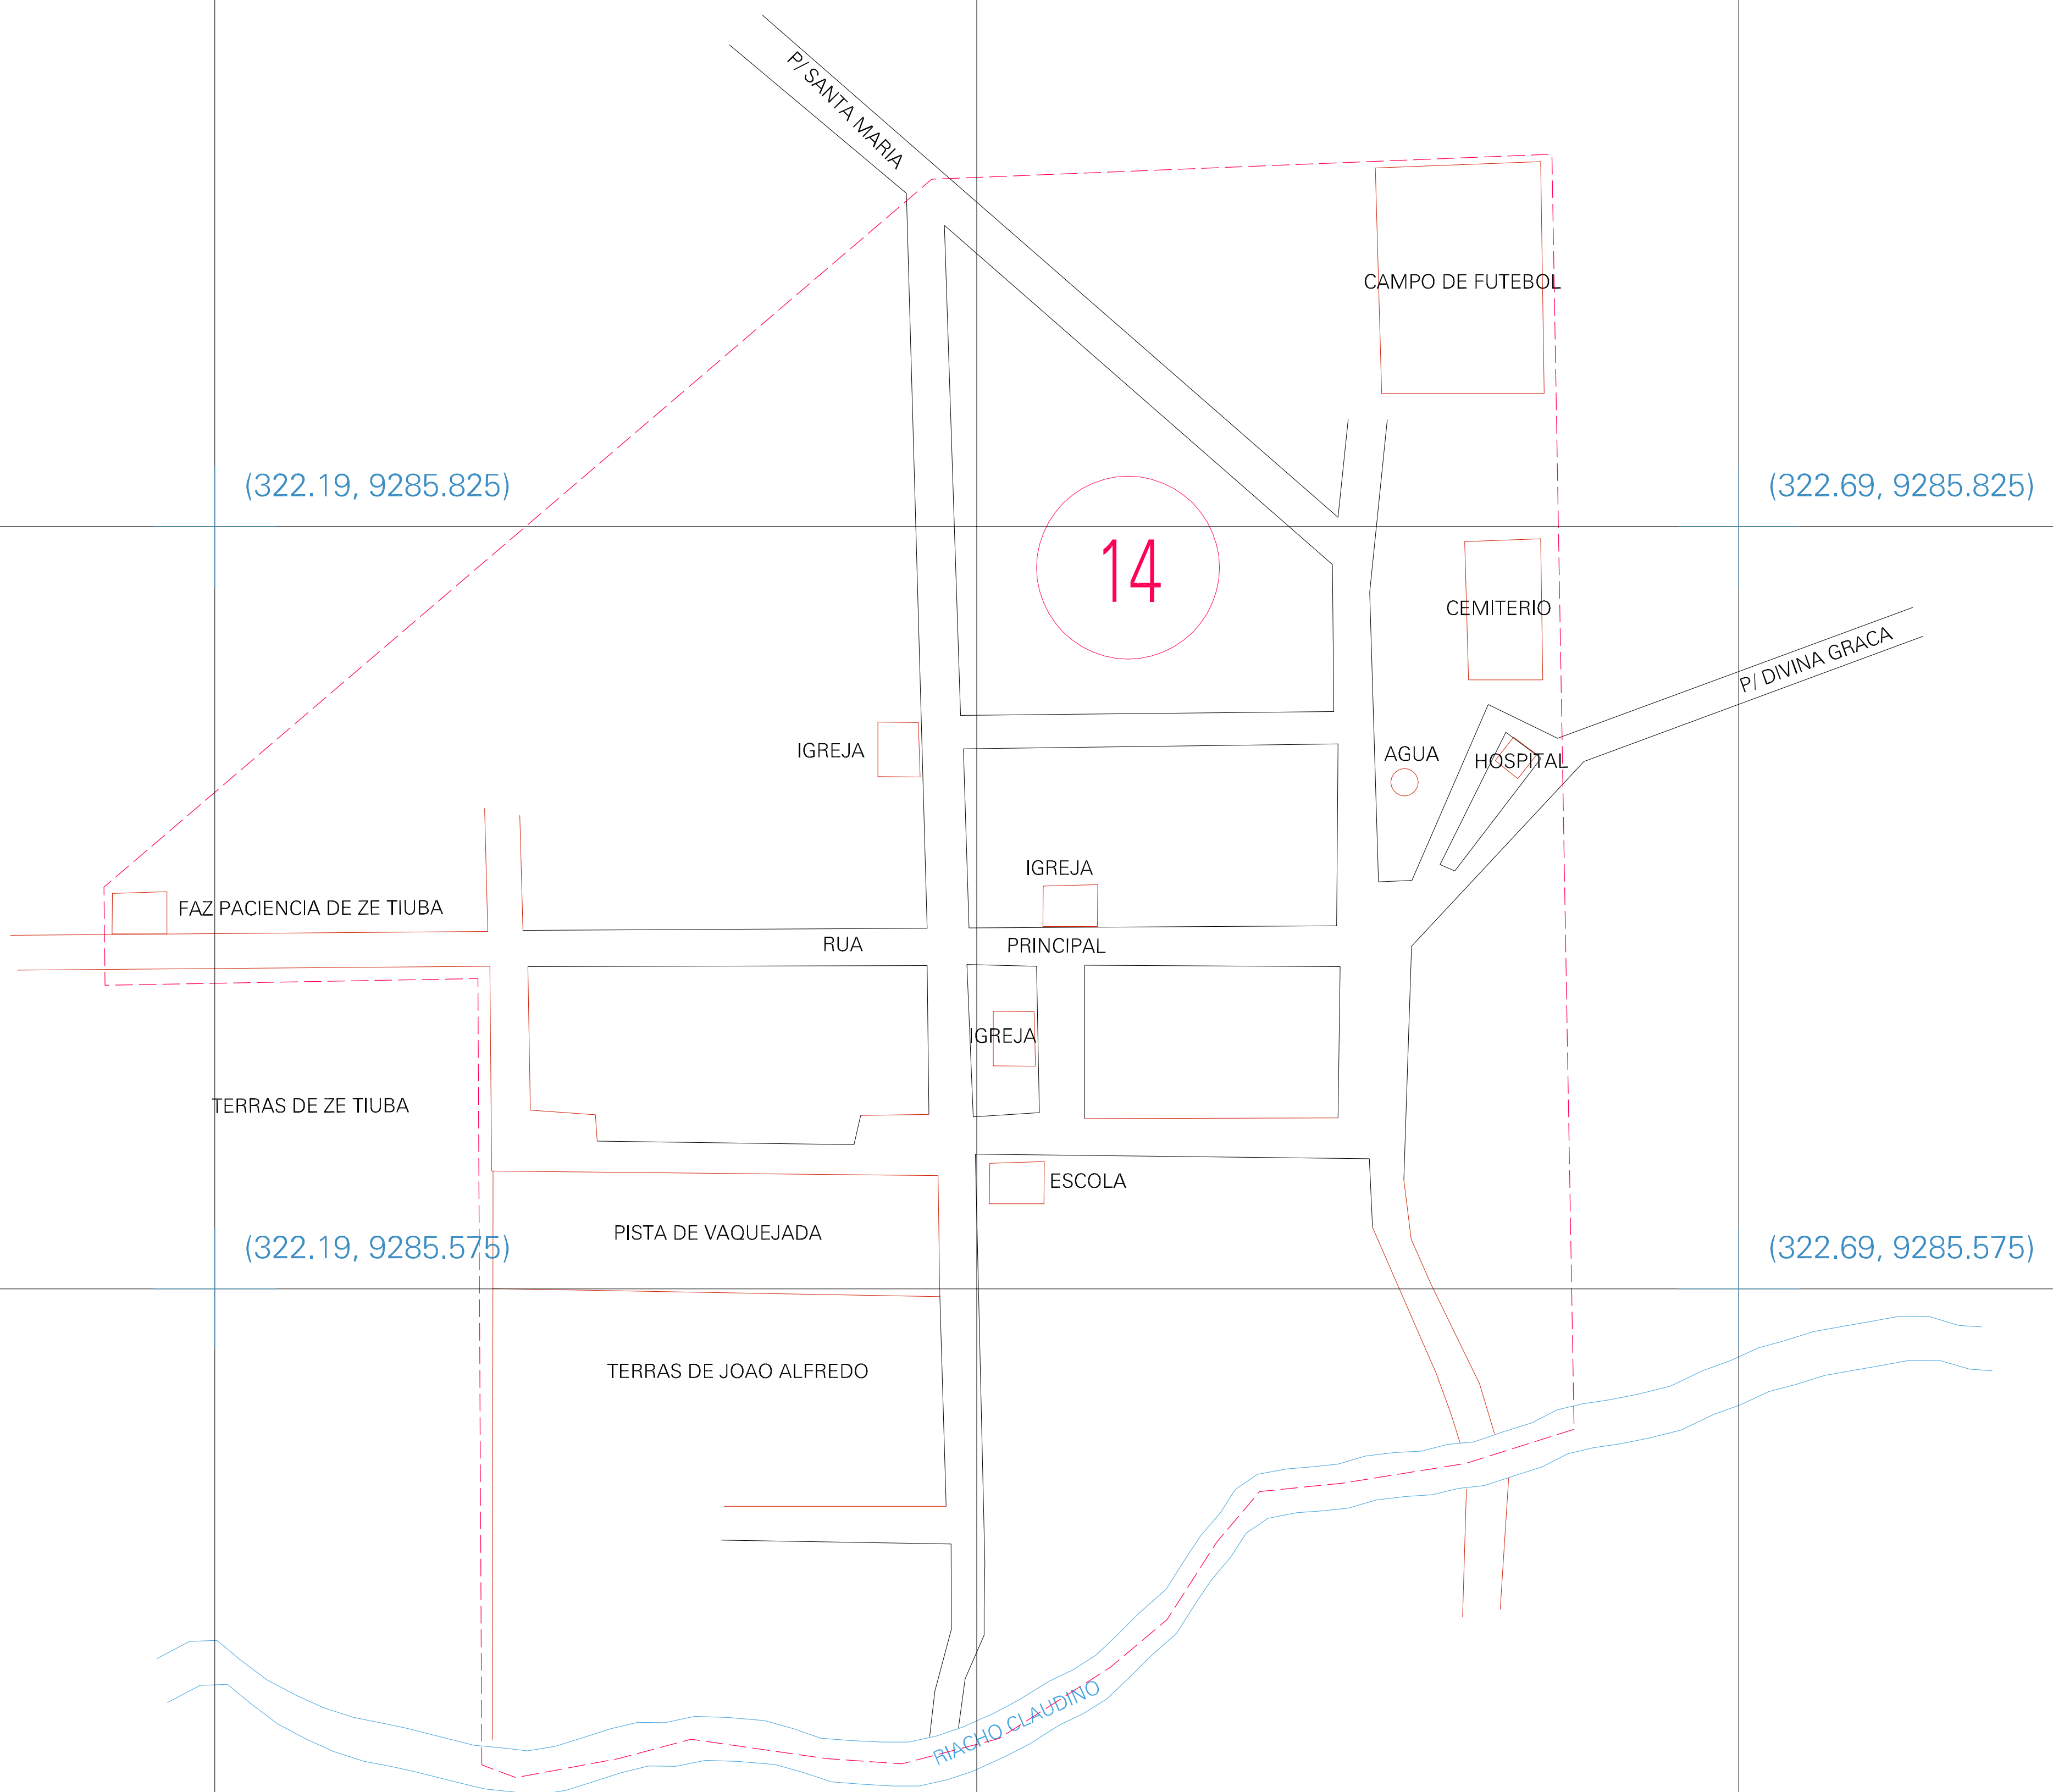 P/ SANTA MARIA
CAMPO DE FUTEBOL
(322.19, 9285.825)
(322.69, 9285.825)
14
CEMITERIO
P/ DIVINA GRACA
IGREJA
AGUA
HOSPITAL
IGREJA
FAZ PACIENCIA DE ZE TIUBA
RUA PRINCIPAL
IGREJA
TERRAS DE ZE TIUBA
ESCOLA
PISTA DE VAQUEJADA
(322.19, 9285.575)
(322.69, 9285.575)
TERRAS DE JOAO ALFREDO
RIACHO CLAUDINO